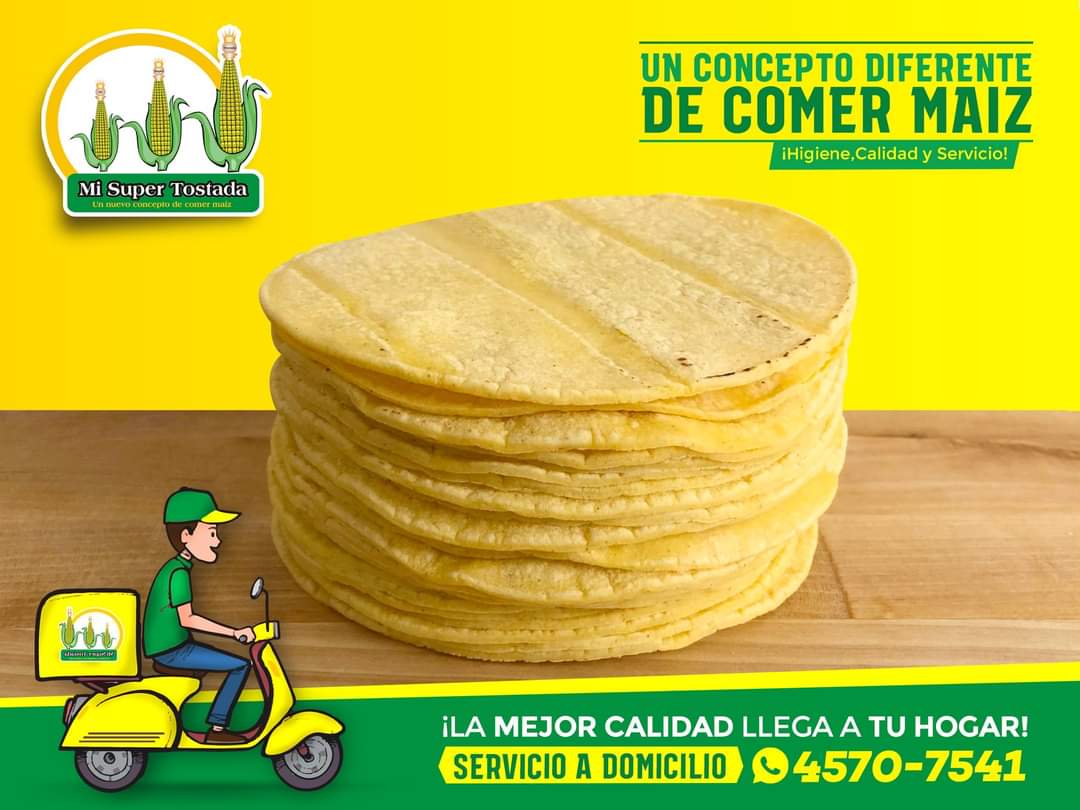 Mi Super Tostada
Un nuevo concepto de comer maíz
UN CONCEPTO DIFERENTE
DE COMER MAIZ
¡Higiene,Calidad y Servicio!
¡LA MEJOR CALIDAD LLEGA A TU HOGAR!
SERVICIO A DOMICILIO 4570-7541